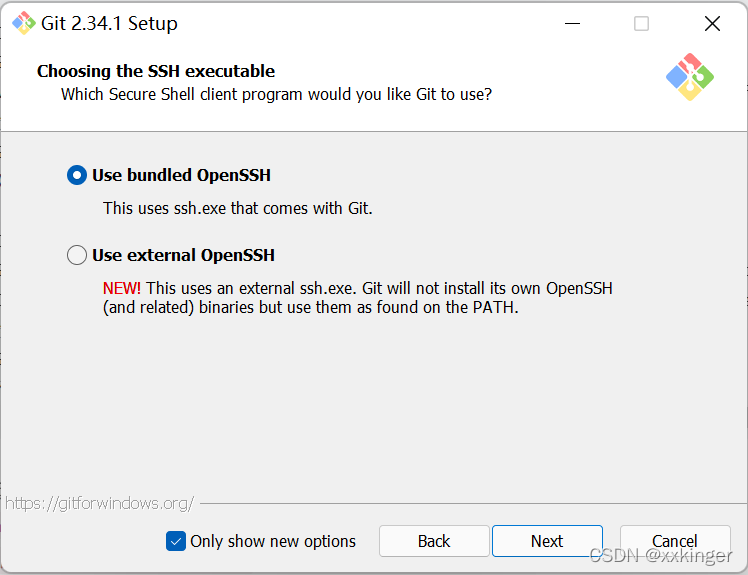 Git 2.34.1 Setup
Choosing the SSH executable
Which Secure Shell client program would you like Git to use?
Use bundled OpenSSH
This uses ssh.exe that comes with Git.
Use external OpenSSH
NEW! This uses an external ssh.exe. Git will not install its own OpenSSH
(and related) binaries but use them as found on the PATH.
https://gitforwindows.org/
Only show new options
Back
Next
Cancel
CSDN @xxkinger